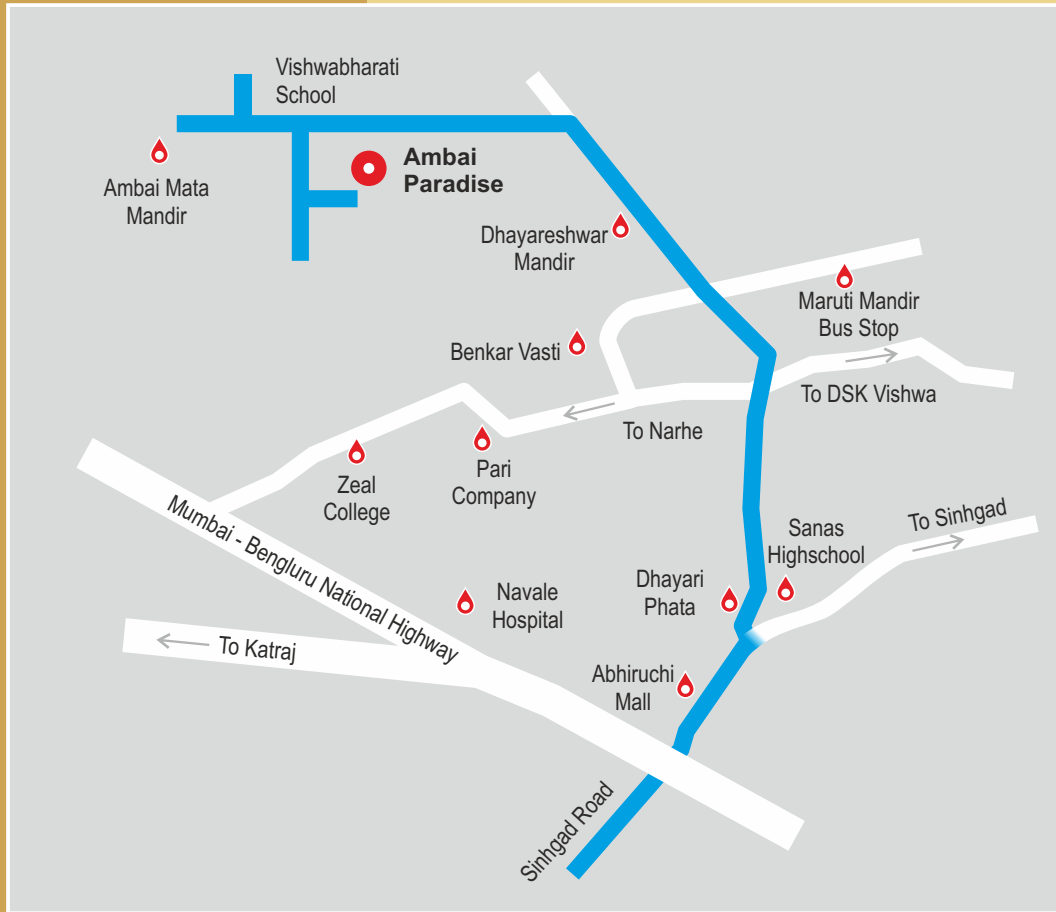 Vishwabharati
School
Ambai
Paradise
Ambai Mata
Mandir
Dhayareshwar
Mandir
Maruti Mandir
Bus Stop
Benkar Vasti
To DSK Vishwa
To Narhe
Pari
Company
Zeal
College
Mumbai - Bengluru National Highway
To Sinhgad
Sanas
Highschool
Dhayari
Phata
Navale
Hospital
To Katraj
Abhiruchi
Mall
Sinhgad Road